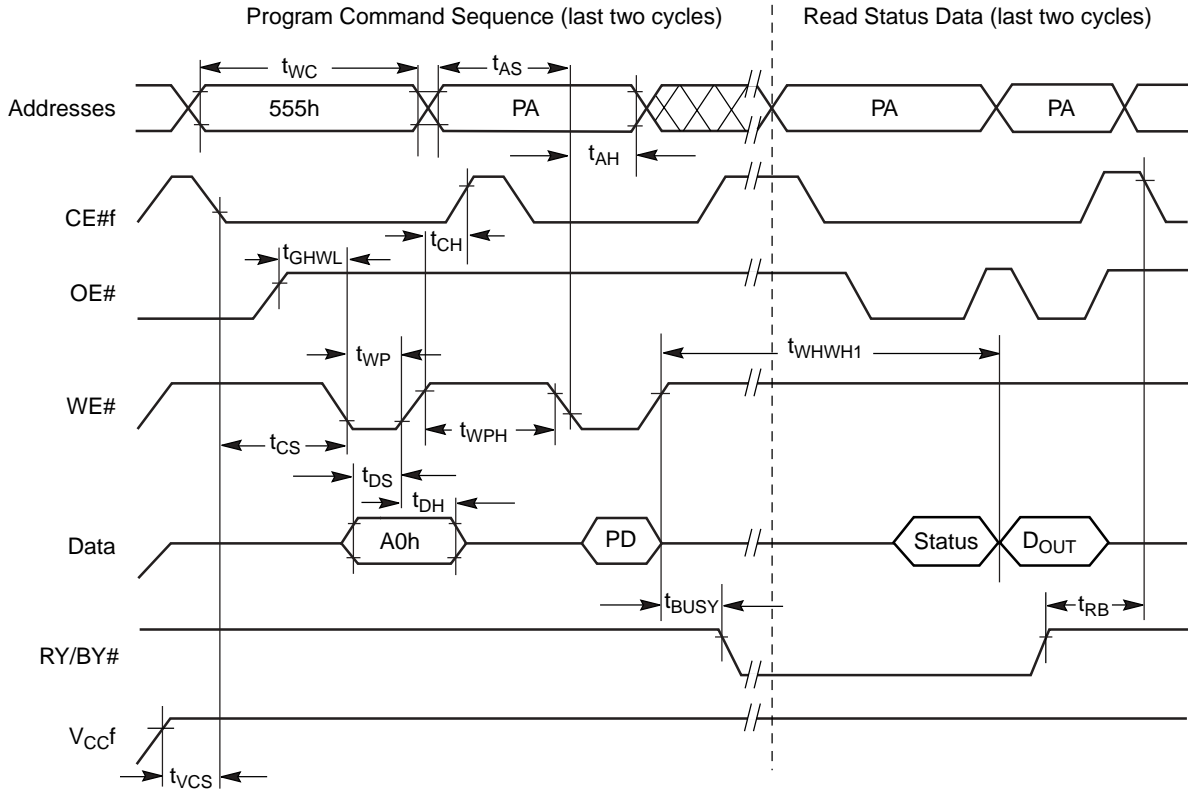 Program Command Sequence (last two cycles) Read Status Data (last two cycles)
tWC tAS
Addresses 555h PA PA PA
tAH
CE#f
tCH
tGHWL
OE#
tWP tWHWH1
WE#
tCS tWPH
tDS
tDH
Data A0h PD Status DOUT
tBUSY tRB
RY/BY#
VCCf
tVCS